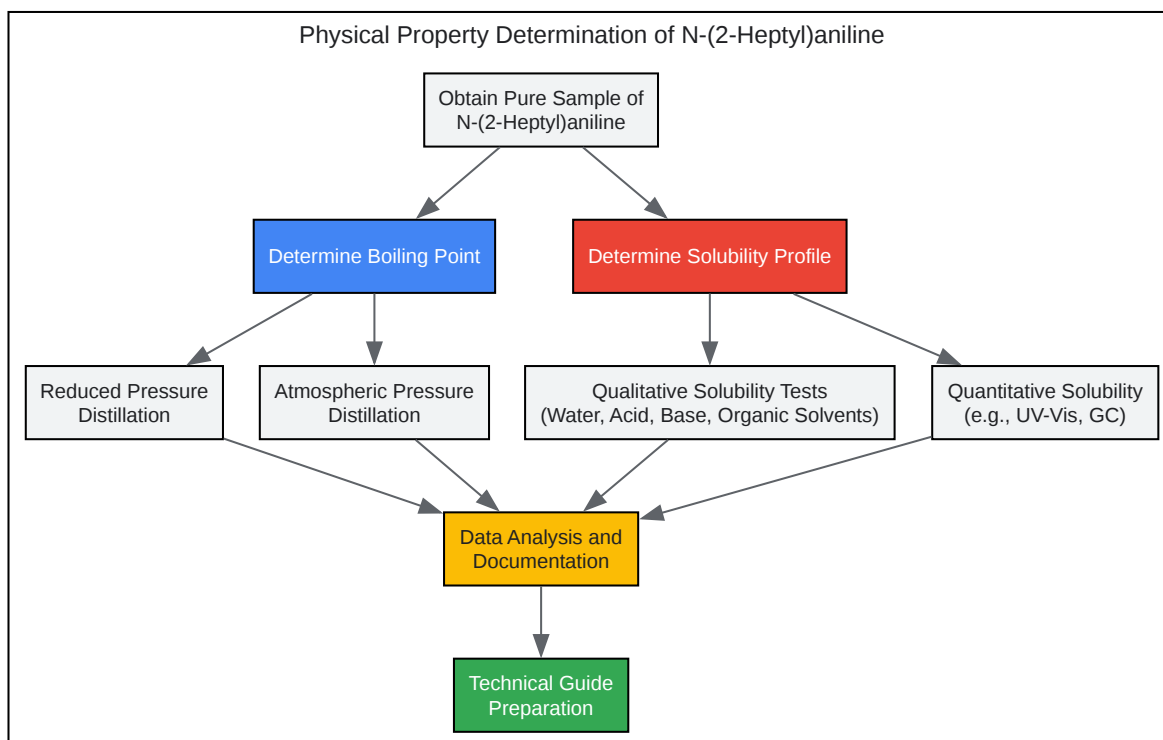 Physical Property Determination of N-(2-Heptyl)aniline
Obtain Pure Sample of
N-(2-Heptyl)aniline
Determine Boiling Point
Determine Solubility Profile
Reduced Pressure
Distillation
Atmospheric Pressure
Distillation
Qualitative Solubility Tests
(Water, Acid, Base, Organic Solvents)
Quantitative Solubility
(e.g., UV-Vis, GC)
Data Analysis and
Documentation
Technical Guide
Preparation